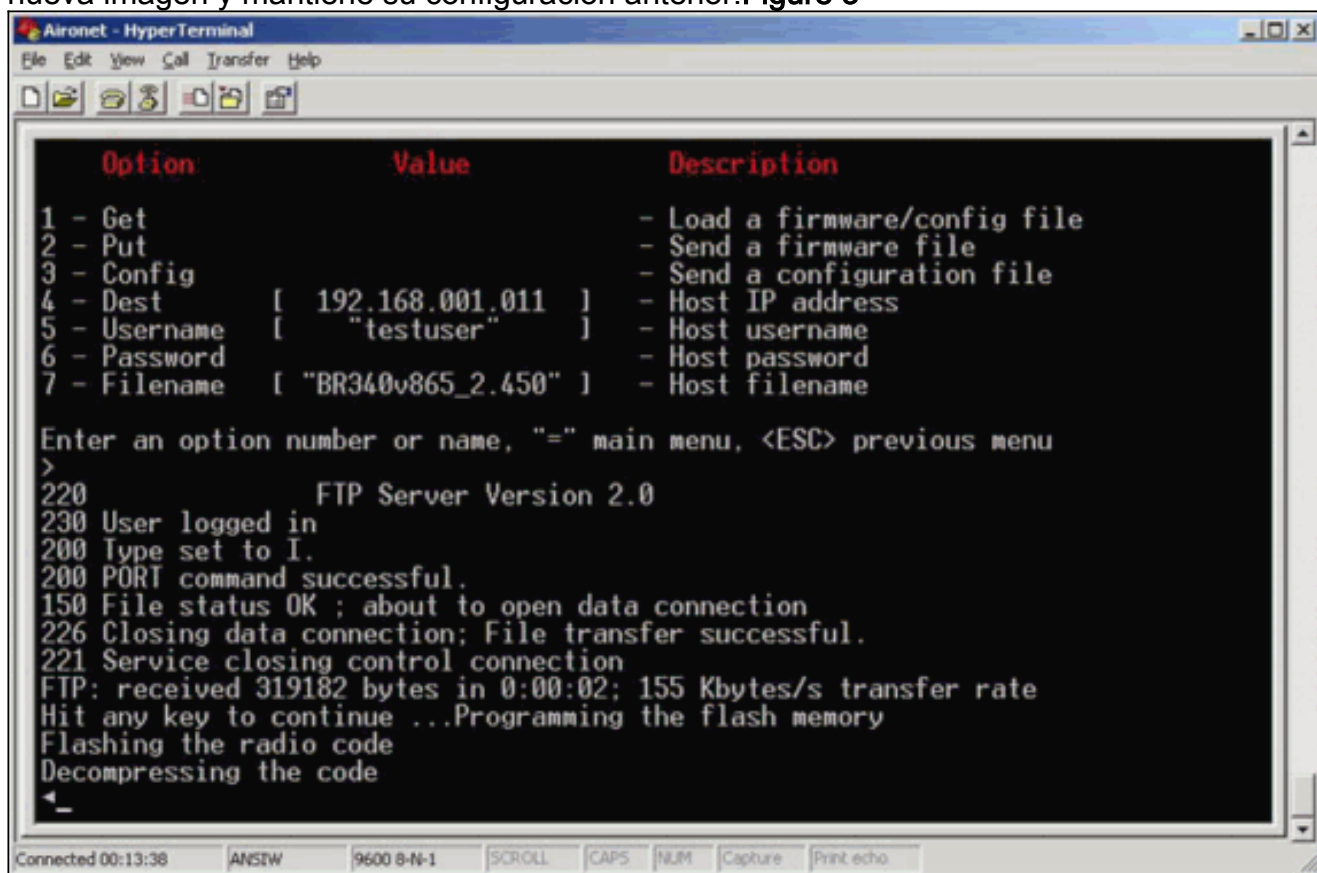 nueva imagen y mantiene su configuración anterior.Figure 8
Aironet - HyperTerminal
File Edit View Call Transfer Help
Option Value Description
1 - Get - Load a firmware/config file
2 - Put - Send a firmware file
3 - Config - Send a configuration file
4 - Dest [ 192.168.001.011 ] - Host IP address
5 - Username [ "testuser" ] - Host username
6 - Password - Host password
7 - Filename [ "BR340v865_2.450" ] - Host filename
Enter an option number or name, "=" main menu, <ESC> previous menu
>
220 FTP Server Version 2.0
230 User logged in
200 Type set to I.
200 PORT command successful.
150 File status OK ; about to open data connection
226 Closing data connection; File transfer successful.
221 Service closing control connection
FTP: received 319182 bytes in 0:00:02; 155 Kbytes/s transfer rate
Hit any key to continue ...Programming the flash memory
Flashing the radio code
Decompressing the code
◄_
Connected 00:13:38 ANSIW 9600 8-N-1 SCROLL CAPS NUM Capture Print echo